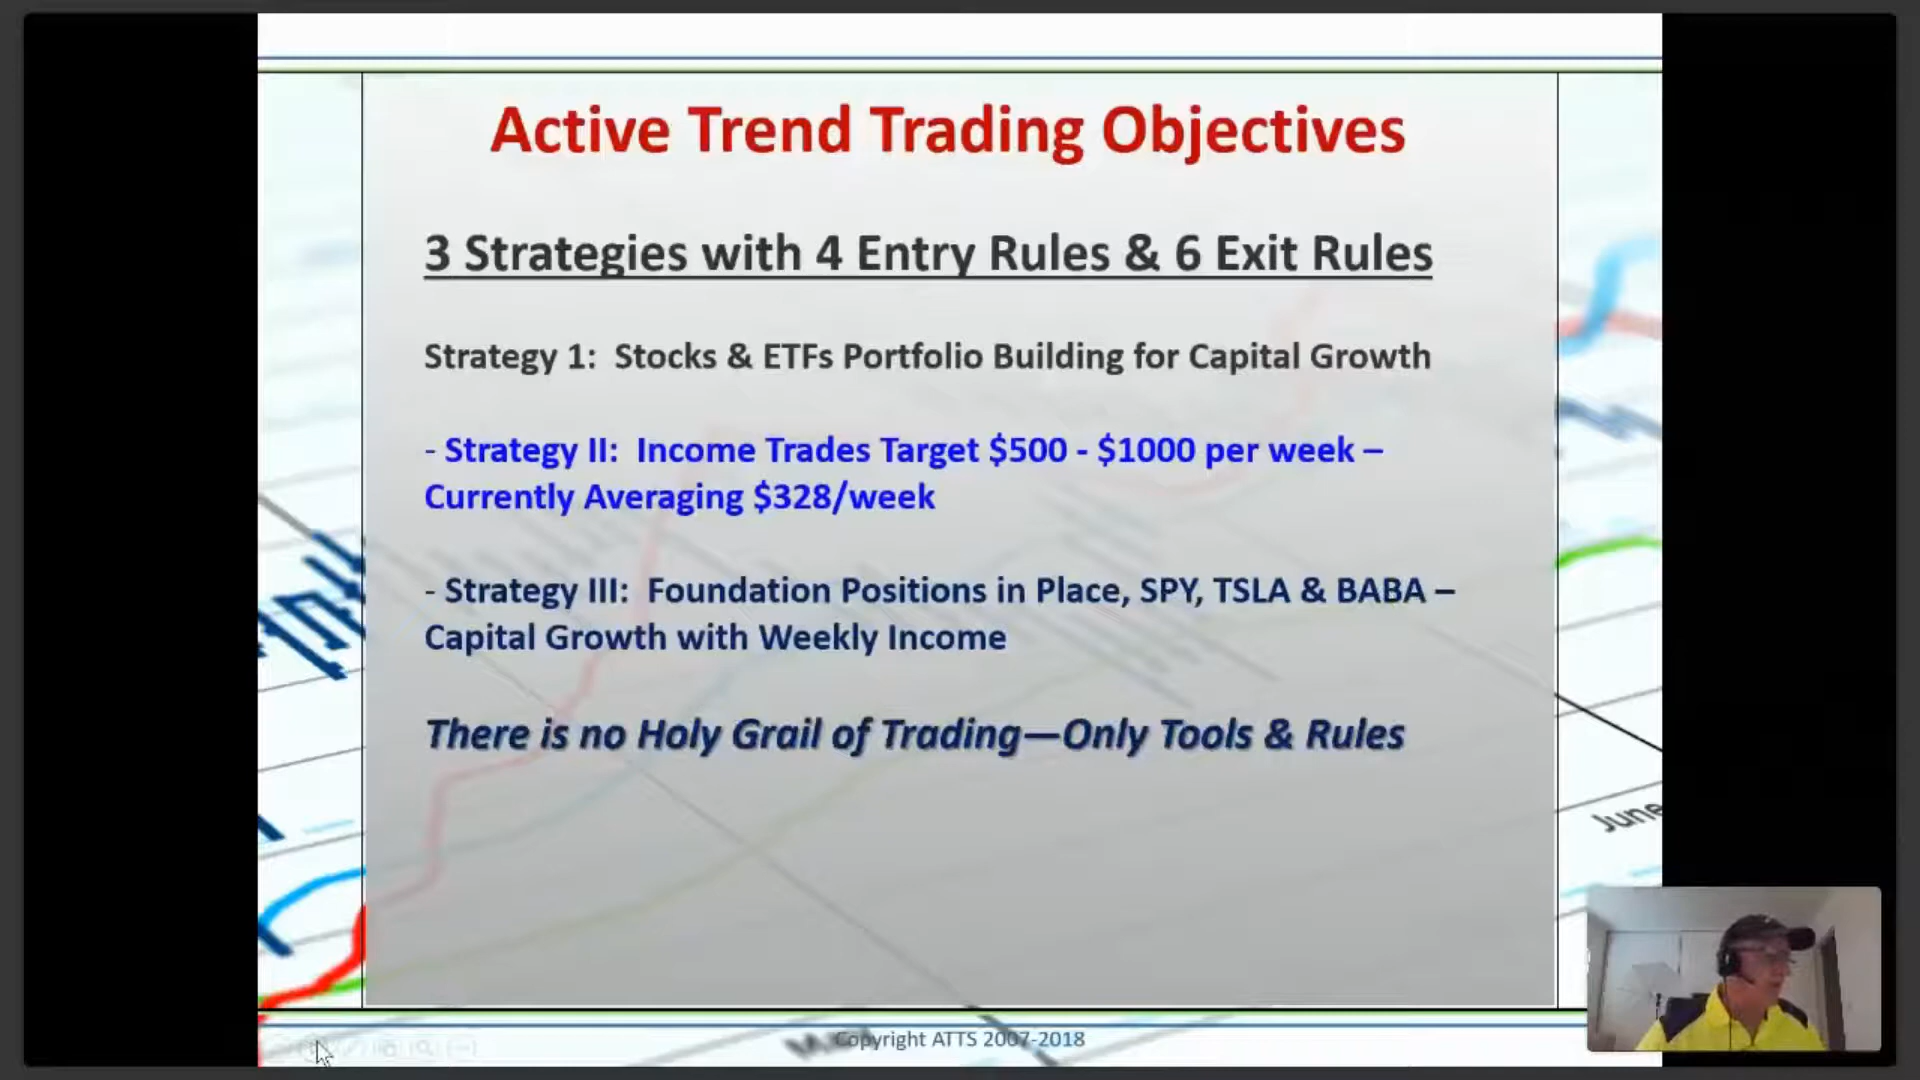 Active Trend Trading Objectives
3 Strategies with 4 Entry Rules & 6 Exit Rules
Strategy 1:  Stocks & ETFs Portfolio Building for Capital Growth
- Strategy II:  Income Trades Target $500 - $1000 per week –
Currently Averaging $328/week
- Strategy III:  Foundation Positions in Place, SPY, TSLA & BABA –
Capital Growth with Weekly Income
There is no Holy Grail of Trading—Only Tools & Rules
June
Copyright ATTS 2007-2018